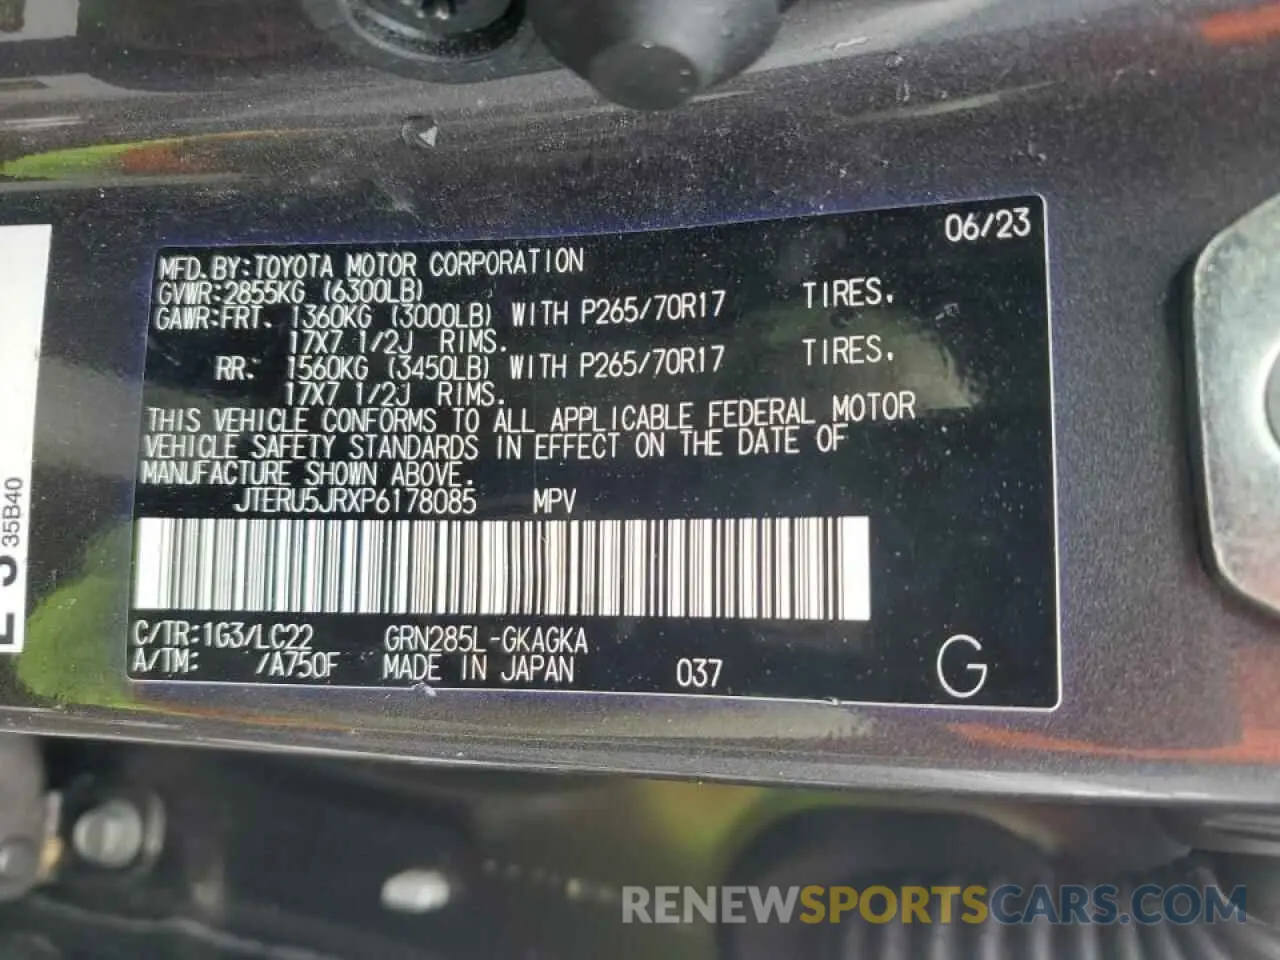 06/23
MFD.BY:TOYOTA MOTOR CORPORATION
GVWR:2855KG (6300LB)
GAWR:FRT. 1360KG (3000LB) WITH P265/70R17 TIRES.
17X7 1/2J RIMS.
RR: 1560KG (3450LB) WITH P265/70R17 TIRES.
17X7 1/2J RIMS.
THIS VEHICLE CONFORMS TO ALL APPLICABLE FEDERAL MOTOR
VEHICLE SAFETY STANDARDS IN EFFECT ON THE DATE OF
MANUFACTURE SHOWN ABOVE.
JTERU5JRXP6178085 MPV
C/TR:1G3/LC22 GRN285L-GKAGKA
A/TM: /A750F MADE IN JAPAN 037 G
35B40
RENEWSPORTSCARS.COM